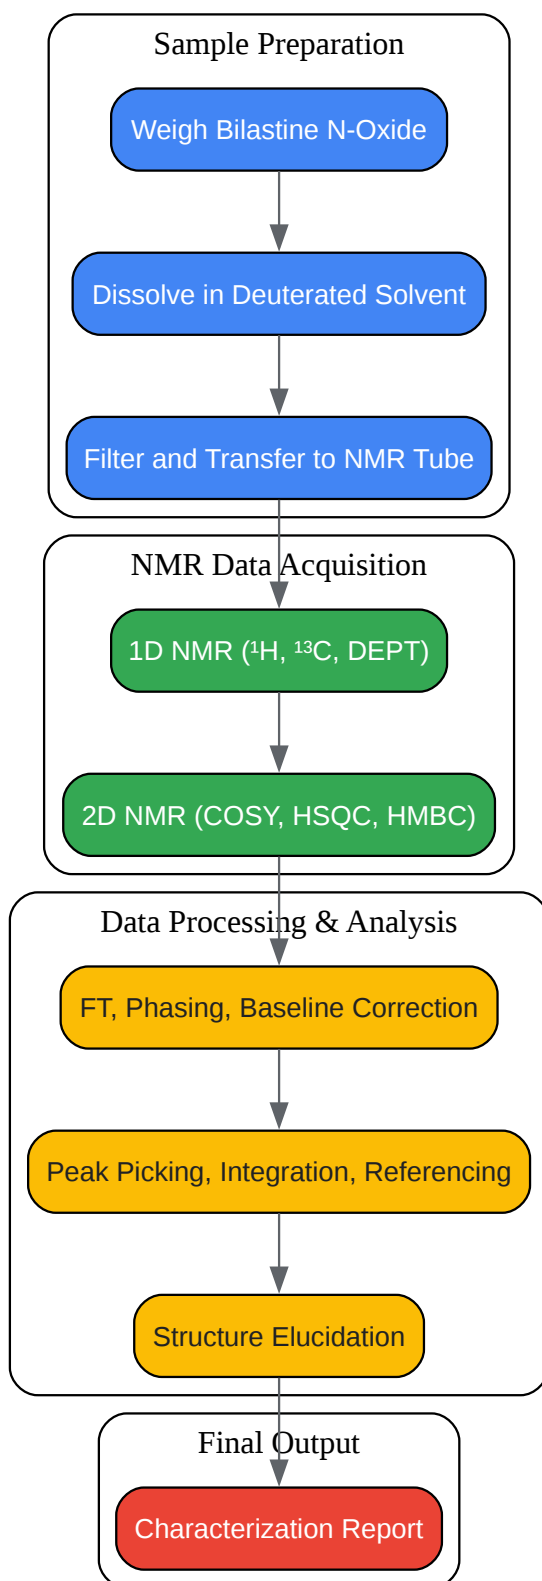 Sample Preparation
Weigh Bilastine N-Oxide
Dissolve in Deuterated Solvent
Filter and Transfer to NMR Tube
NMR Data Acquisition
1D NMR (¹H, ¹³C, DEPT)
2D NMR (COSY, HSQC, HMBC)
Data Processing & Analysis
FT, Phasing, Baseline Correction
Peak Picking, Integration, Referencing
Structure Elucidation
Final Output
Characterization Report